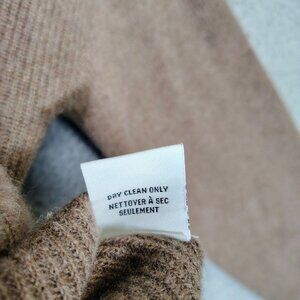 DRY CLEAN ONLY
NETTOYER À SEC
SEULEMENT